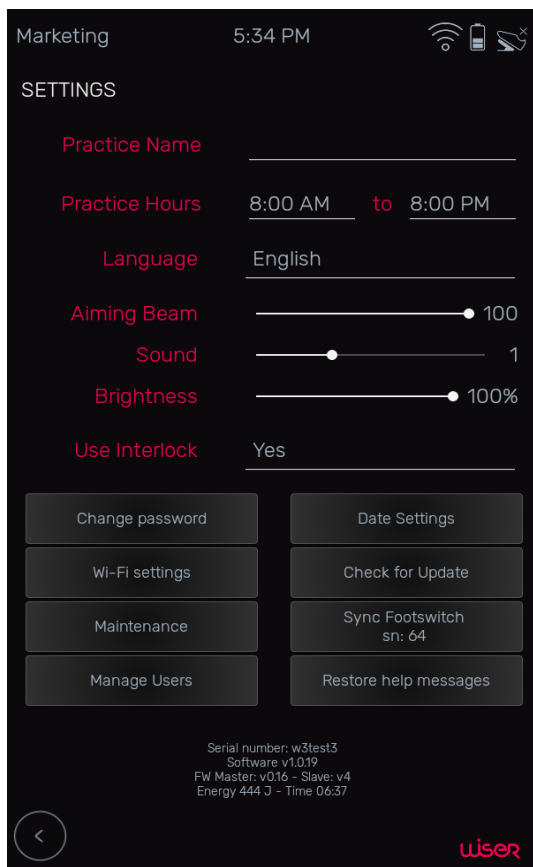 Marketing 5:34 PM
SETTINGS
Practice Name
Practice Hours 8:00 AM to 8:00 PM
Language English
Aiming Beam 100
Sound 1
Brightness 100%
Use Interlock Yes
Change password Date Settings
Wi-Fi settings Check for Update
Maintenance Sync Footswitch
sn: 64
Manage Users Restore help messages
Serial number: w3test3
Software v1.0.19
FW Master: v0.16 - Slave: v4
Energy 444 J - Time 06:37
wiser